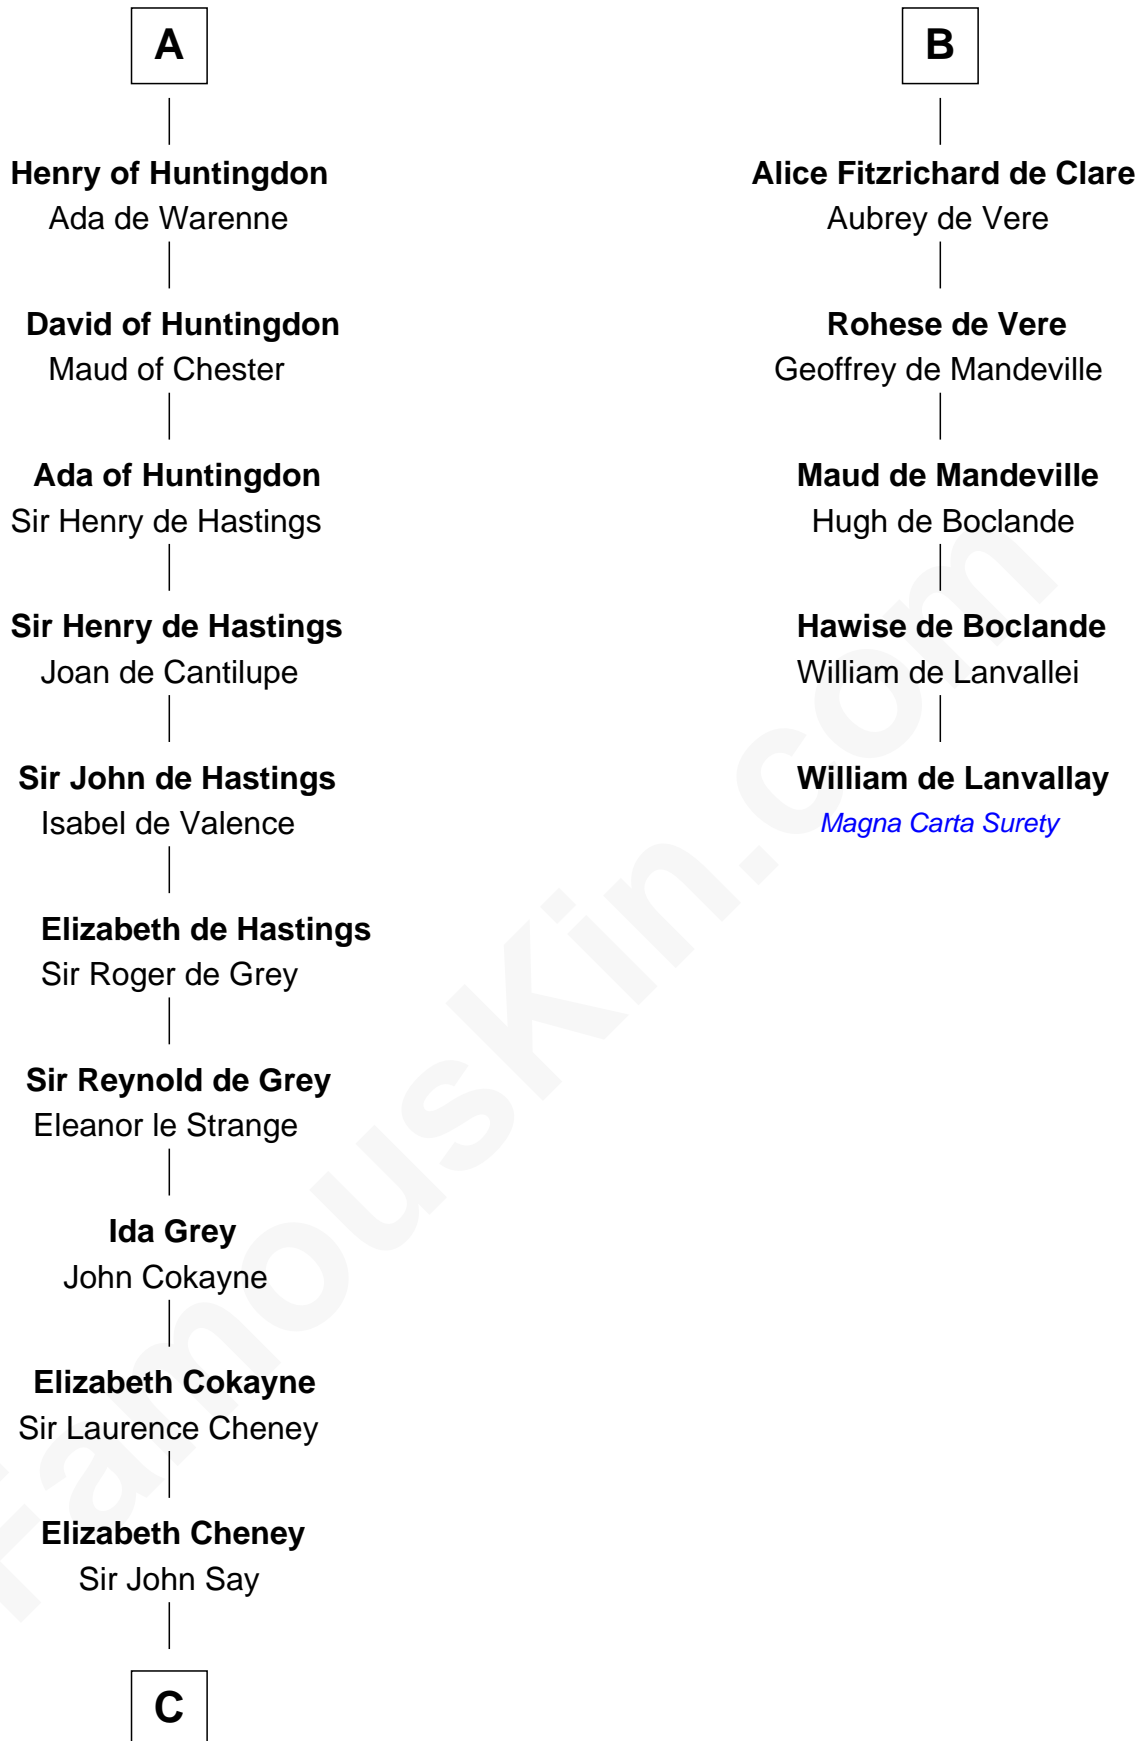 A
Henry of Huntingdon
Ada de Warenne
David of Huntingdon
Maud of Chester
Ada of Huntingdon
Sir Henry de Hastings
Sir Henry de Hastings
Joan de Cantilupe
Sir John de Hastings
Isabel de Valence
Elizabeth de Hastings
Sir Roger de Grey
Sir Reynold de Grey
Eleanor le Strange
Ida Grey
John Cokayne
Elizabeth Cokayne
Sir Laurence Cheney
Elizabeth Cheney
Sir John Say
C
B
Alice Fitzrichard de Clare
Aubrey de Vere
Rohese de Vere
Geoffrey de Mandeville
Maud de Mandeville
Hugh de Boclande
Hawise de Boclande
William de Lanvallei
William de Lanvallay
Magna Carta Surety
FamousKin.com